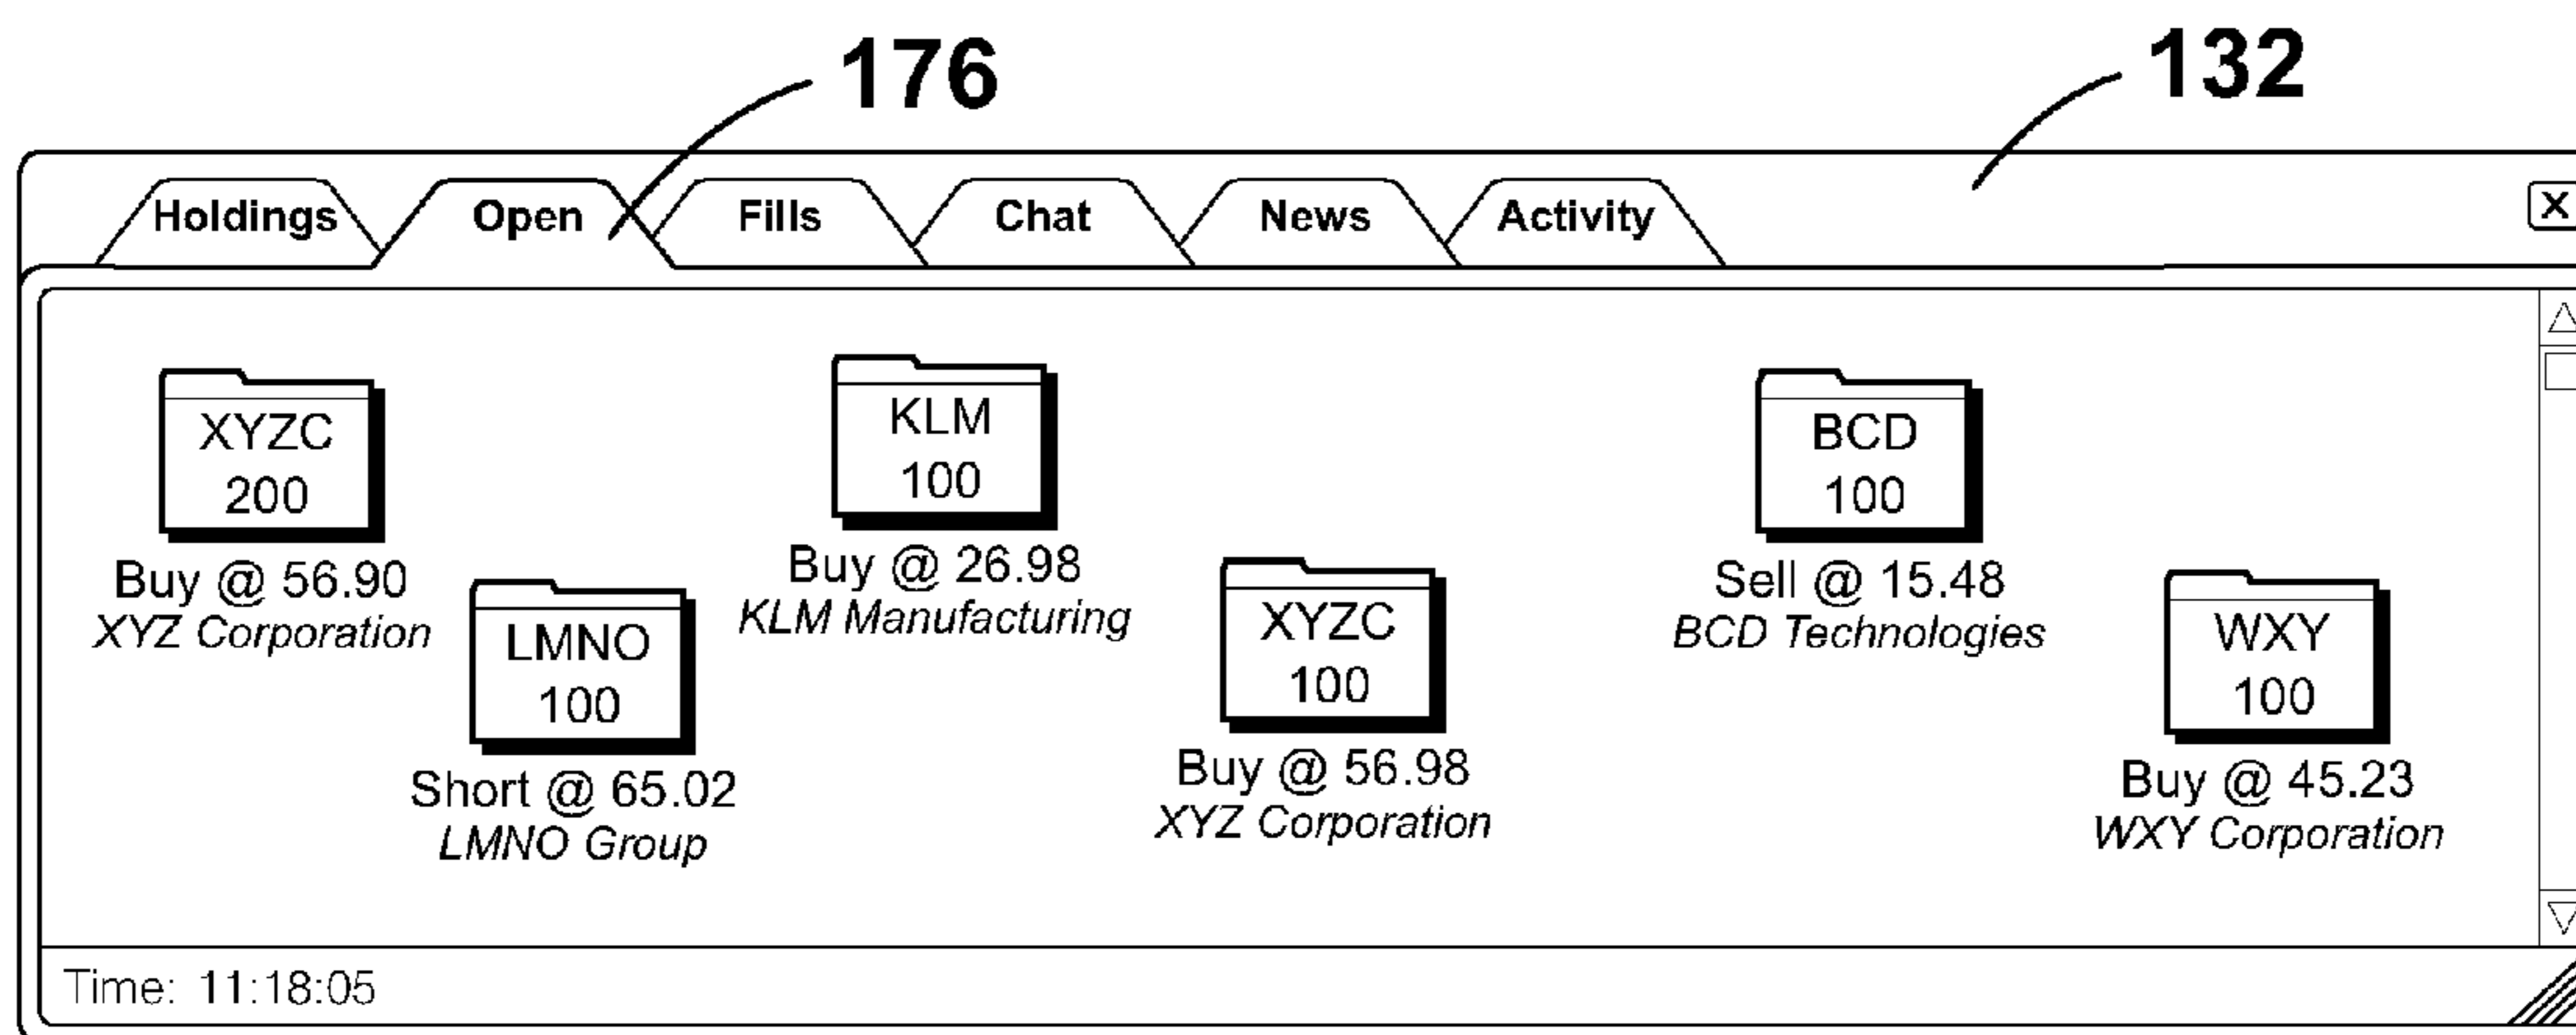 176
132
Holdings
Open
Fills
Chat
News
Activity
X
XYZC
200
Buy @ 56.90
XYZ Corporation
LMNO
100
Short @ 65.02
LMNO Group
KLM
100
Buy @ 26.98
KLM Manufacturing
XYZC
100
Buy @ 56.98
XYZ Corporation
BCD
100
Sell @ 15.48
BCD Technologies
WXY
100
Buy @ 45.23
WXY Corporation
Time: 11:18:05